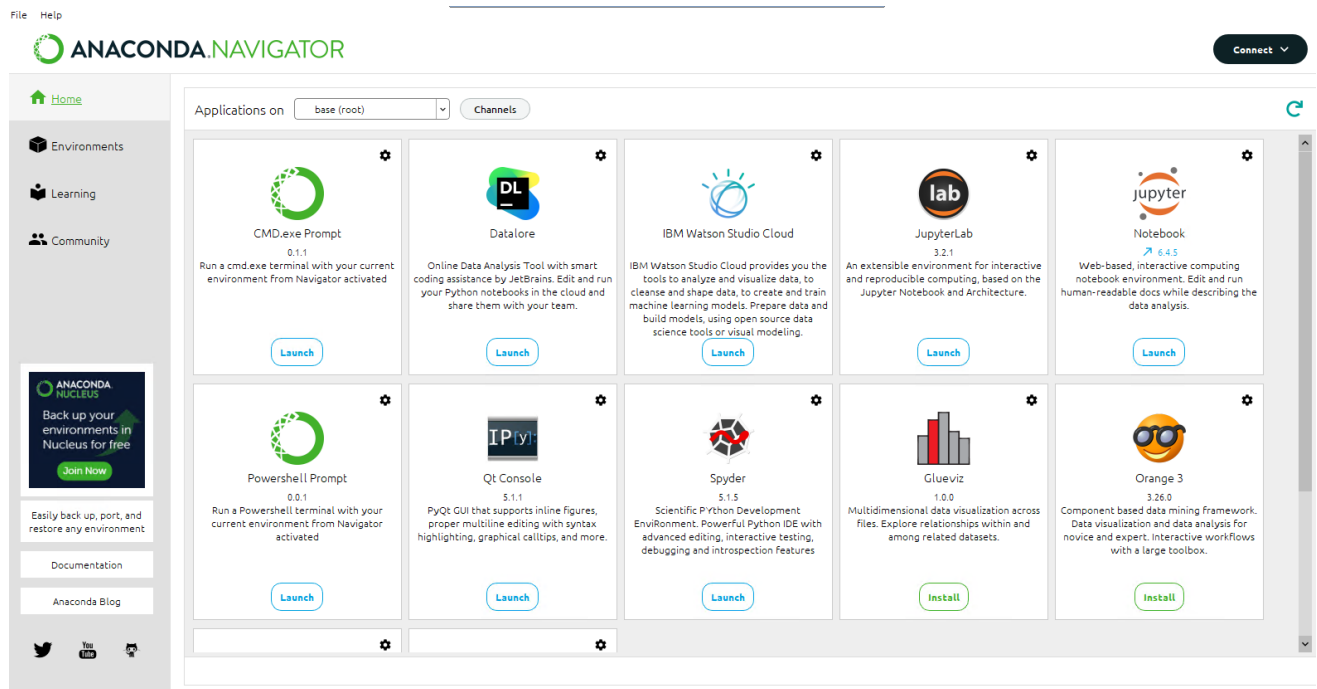 File Help
ANACONDA.NAVIGATOR
Connect
Home
Environments
Learning
Community
ANACONDA.
NUCLEUS
Back up your
environments in
Nucleus for free
Join Now
Easily back up, port, and
restore any environment
Documentation
Anaconda Blog
You
Tube
Applications on base (root) Channels
CMD.exe Prompt
0.1.1
Run a cmd.exe terminal with your current
environment from Navigator activated
Launch
DL
Datalore
Online Data Analysis Tool with smart
coding assistance by JetBrains. Edit and run
your Python notebooks in the cloud and
share them with your team.
Launch
IBM Watson Studio Cloud
IBM Watson Studio Cloud provides you the
tools to analyze and visualize data, to
cleanse and shape data, to create and train
machine learning models. Prepare data and
build models, using open source data
science tools or visual modeling.
Launch
lab
JupyterLab
3.2.1
An extensible environment for interactive
and reproducible computing, based on the
Jupyter Notebook and Architecture.
Launch
jupyter
Notebook
6.4.5
Web-based, interactive computing
notebook environment. Edit and run
human-readable docs while describing the
data analysis.
Launch
Powershell Prompt
0.0.1
Run a Powershell terminal with your
current environment from Navigator
activated
Launch
IP[y]:
Qt Console
5.1.1
PyQt GUI that supports inline figures,
proper multiline editing with syntax
highlighting, graphical calltips, and more.
Launch
Spyder
5.1.5
Scientific PYthon Development
EnviRonment. Powerful Python IDE with
advanced editing, interactive testing,
debugging and introspection features
Launch
Glueviz
1.0.0
Multidimensional data visualization across
files. Explore relationships within and
among related datasets.
Install
Orange 3
3.26.0
Component based data mining framework.
Data visualization and data analysis for
novice and expert. Interactive workflows
with a large toolbox.
Install